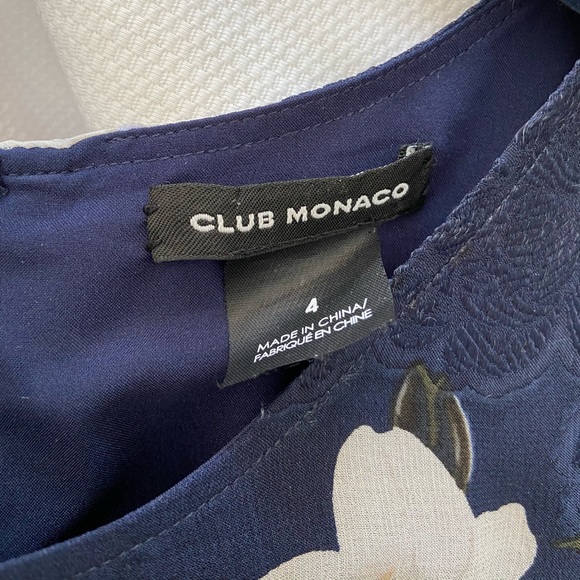 CLUB MONACO
4
MADE IN CHINA/
FABRIQUÉ EN CHINE